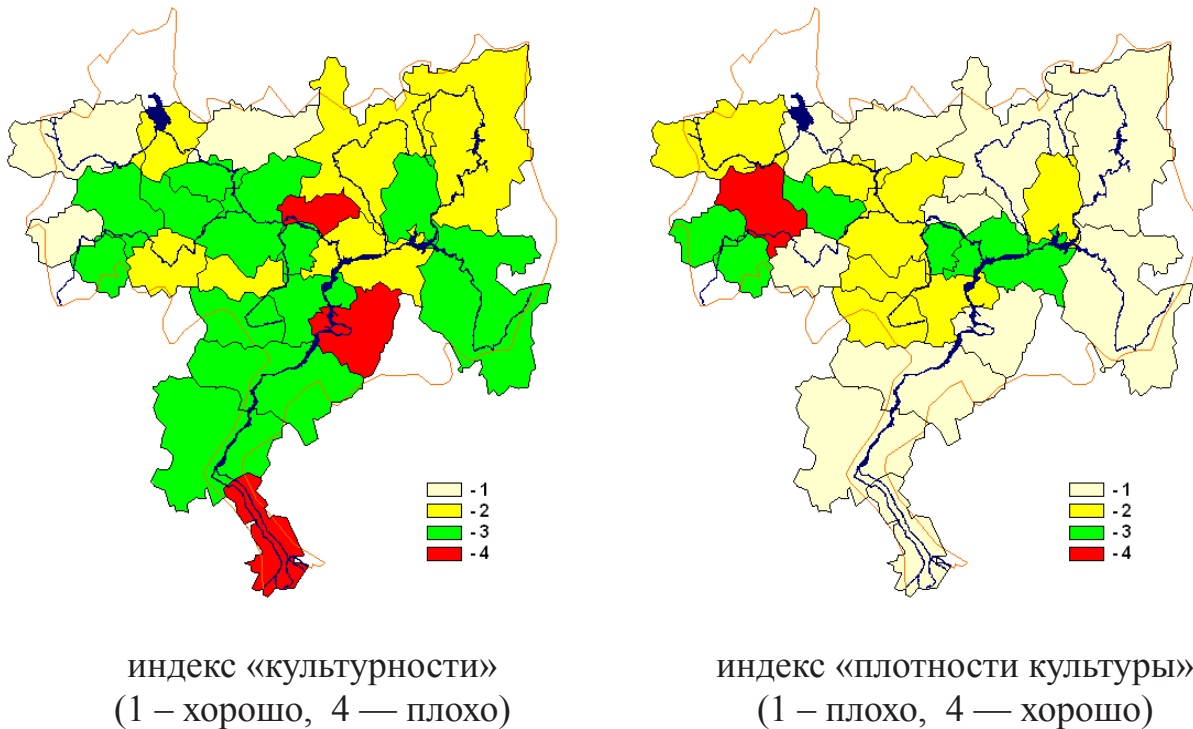 - 1
- 2
- 3
- 4
- 1
- 2
- 3
- 4
индекс «культурности»
(1 – хорошо, 4 — плохо)
индекс «плотности культуры»
(1 – плохо, 4 — хорошо)